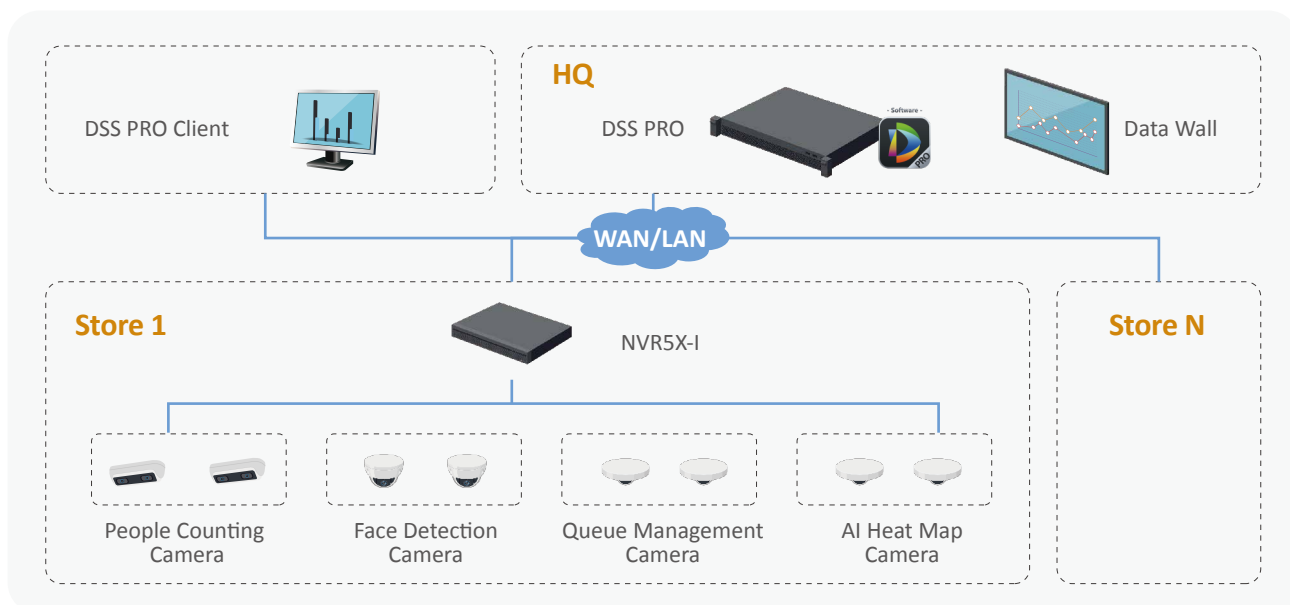 DSS PRO Client
HQ
DSS PRO
- Software -
PRO
Data Wall
WAN/LAN
Store 1
NVR5X-I
Store N
People Counting
Camera
Face Detection
Camera
Queue Management
Camera
AI Heat Map
Camera